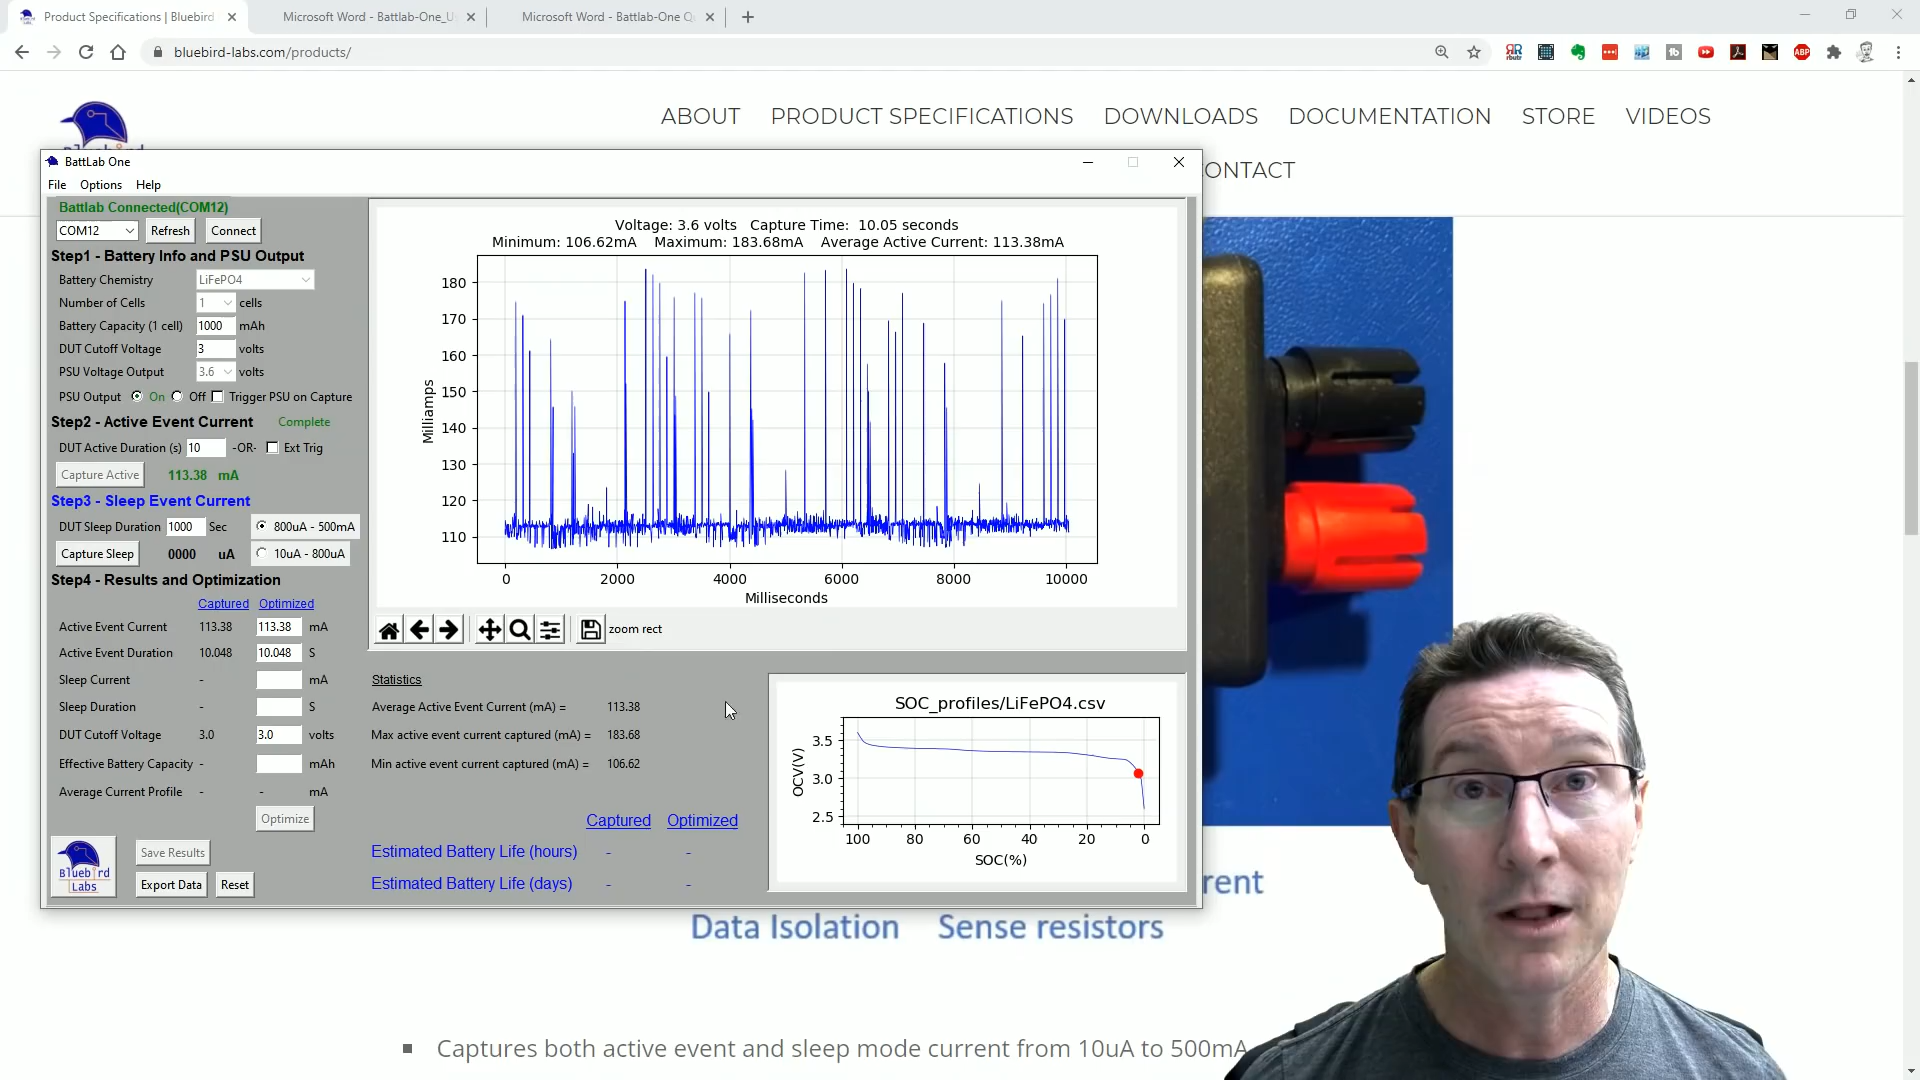 Product Specifications | Bluebird
Microsoft Word - Battlab-One_U
Microsoft Word - Battlab-One Q
bluebird-labs.com/products/
ABOUT PRODUCT SPECIFICATIONS DOWNLOADS DOCUMENTATION STORE VIDEOS
ONTACT
BattLab One
File Options Help
Battlab Connected(COM12)
COM12 Refresh Connect
Step1 - Battery Info and PSU Output
Battery Chemistry LiFePO4
Number of Cells 1 cells
Battery Capacity (1 cell) 1000 mAh
DUT Cutoff Voltage 3 volts
PSU Voltage Output 3.6 volts
PSU Output On Off Trigger PSU on Capture
Step2 - Active Event Current Complete
DUT Active Duration (s) 10 -OR- Ext Trig
Capture Active 113.38 mA
Step3 - Sleep Event Current
DUT Sleep Duration 1000 Sec 800uA - 500mA
Capture Sleep 0000 uA 10uA - 800uA
Step4 - Results and Optimization
Captured Optimized
Active Event Current 113.38 113.38 mA
Active Event Duration 10.048 10.048 S
Sleep Current - mA
Sleep Duration - S
DUT Cutoff Voltage 3.0 3.0 volts
Effective Battery Capacity - mAh
Average Current Profile - - mA
Optimize
Bluebird
Labs
Save Results
Export Data Reset
Voltage: 3.6 volts Capture Time: 10.05 seconds
Minimum: 106.62mA Maximum: 183.68mA Average Active Current: 113.38mA
Milliamps
180
170
160
150
140
130
120
110
0 2000 4000 6000 8000 10000
Milliseconds
zoom rect
Statistics
Average Active Event Current (mA) = 113.38
Max active event current captured (mA) = 183.68
Min active event current captured (mA) = 106.62
Captured Optimized
Estimated Battery Life (hours) - -
Estimated Battery Life (days) - -
SOC_profiles/LiFePO4.csv
OCV(V)
3.5
3.0
2.5
100 80 60 40 20 0
SOC(%)
rent
Data Isolation Sense resistors
▪ Captures both active event and sleep mode current from 10uA to 500mA